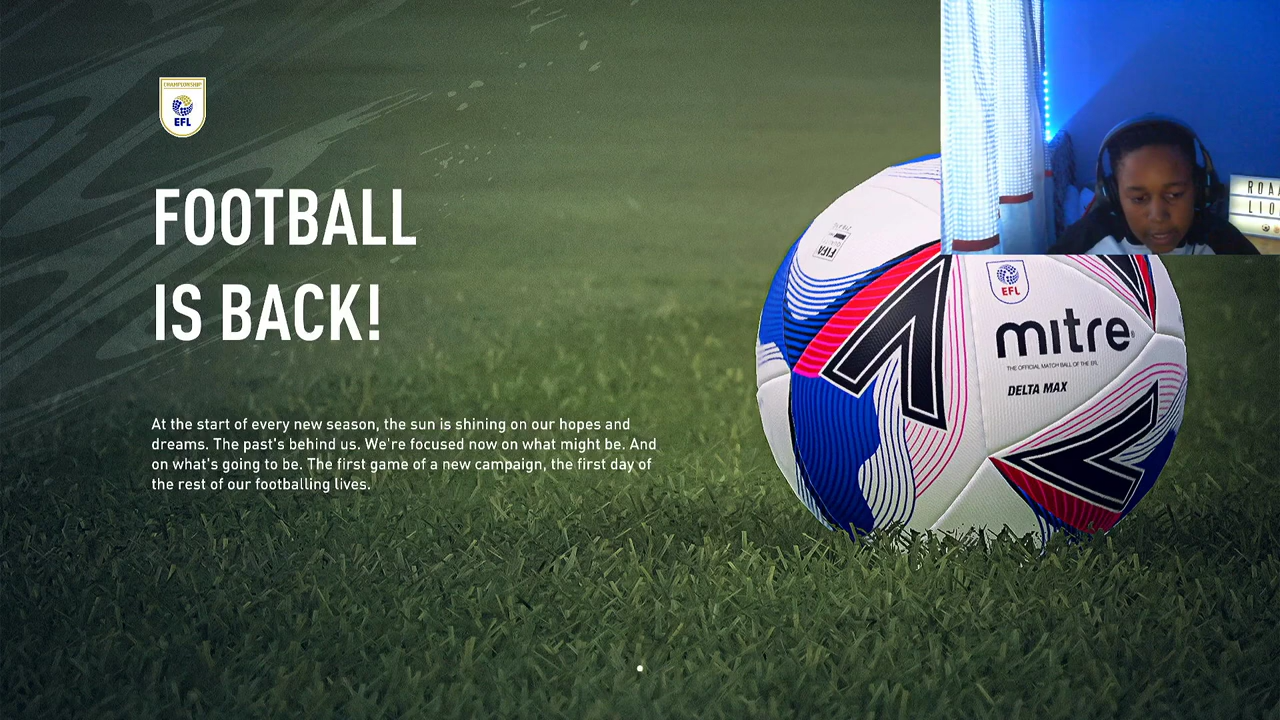 CHAMPIONSHIP
EFL
FOOTBALL
IS BACK!
At the start of every new season, the sun is shining on our hopes and
dreams. The past's behind us. We're focused now on what might be. And
on what's going to be. The first game of a new campaign, the first day of
the rest of our footballing lives.
FIFA
EFL
mitre
THE OFFICIAL MATCH BALL OF THE EFL
DELTA MAX
ROA
LIO